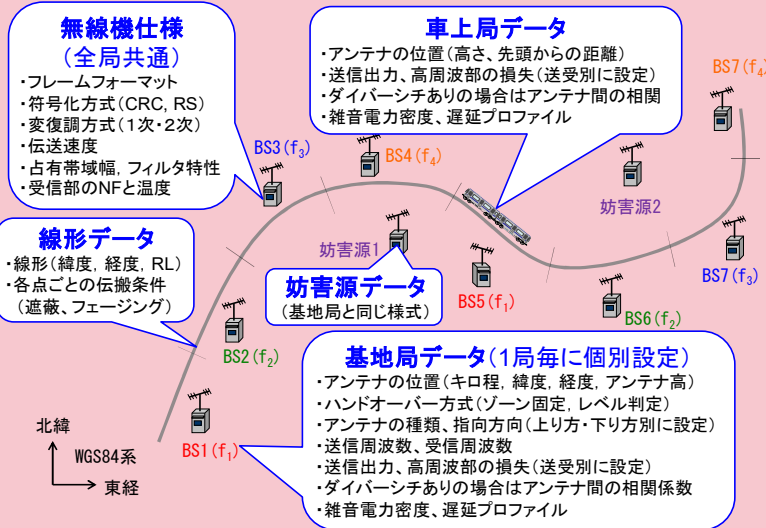 無線機仕様
(全局共通)
・フレームフォーマット
・符号化方式(CRC, RS)
・変復調方式(1次・2次)
・伝送速度
・占有帯域幅, フィルタ特性
・受信部のNFと温度
車上局データ
・アンテナの位置(高さ、先頭からの距離)
・送信出力、高周波部の損失(送受別に設定)
・ダイバーシチありの場合はアンテナ間の相関
・雑音電力密度、遅延プロファイル
BS7(f4)
BS3(f3)
BS4(f4)
妨害源2
妨害源1
線形データ
・線形(緯度, 経度, RL)
・各点ごとの伝搬条件
(遮蔽、フェージング)
妨害源データ
(基地局と同じ様式)
BS5(f1)
BS7(f3)
BS6(f2)
BS2(f2)
基地局データ(1局毎に個別設定)
・アンテナの位置(キロ程, 緯度, 経度, アンテナ高)
・ハンドオーバー方式(ゾーン固定, レベル判定)
・アンテナの種類、指向方向(上り方・下り方別に設定)
・送信周波数、受信周波数
・送信出力、高周波部の損失(送受別に設定)
・ダイバーシチありの場合はアンテナ間の相関係数
・雑音電力密度、遅延プロファイル
BS1(f1)
北緯
WGS84系
東経